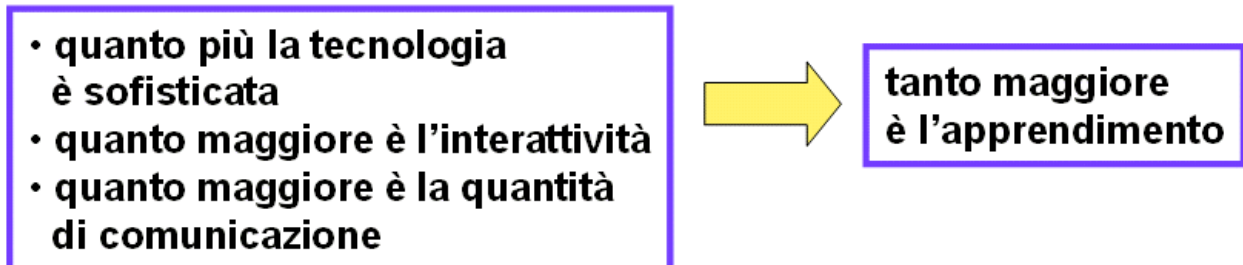 • quanto più la tecnologia
è sofisticata
• quanto maggiore è l'interattività
• quanto maggiore è la quantità
di comunicazione
tanto maggiore
è l'apprendimento